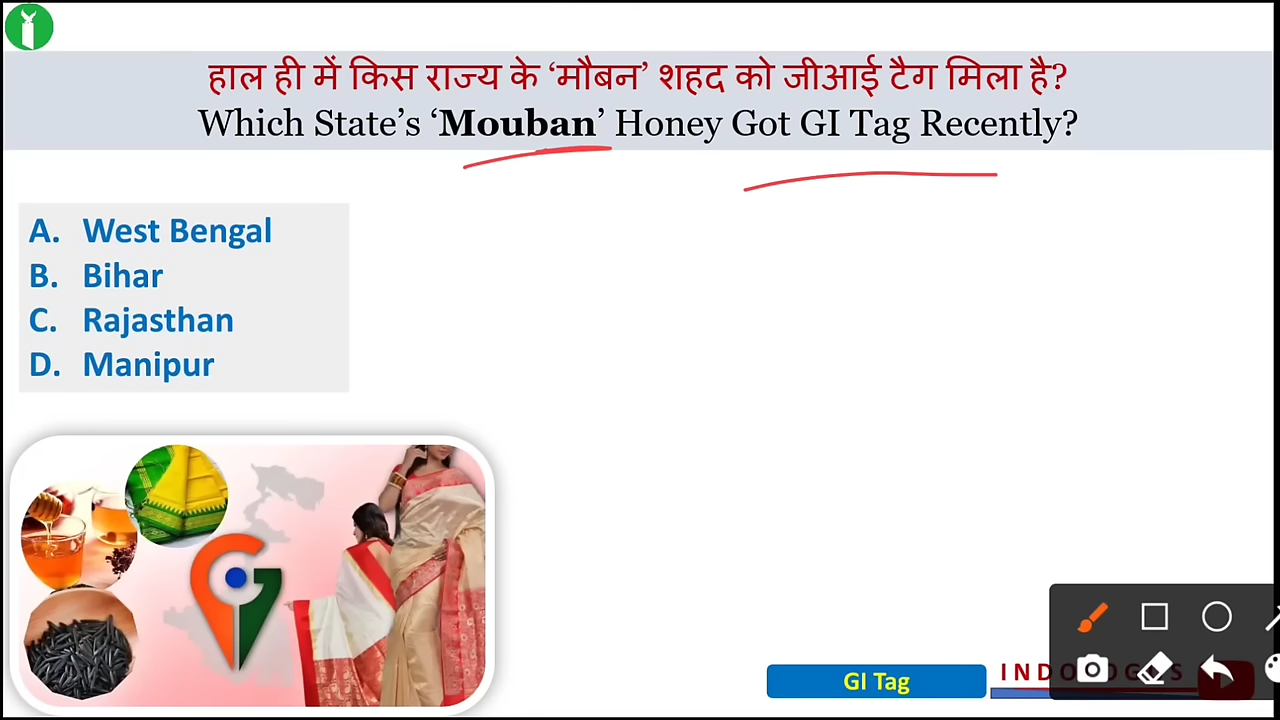 हाल ही में किस राज्य के ‘मौबन’ शहद को जीआई टैग मिला है?
Which State’s ‘Mouban’ Honey Got GI Tag Recently?
A. West Bengal
B. Bihar
C. Rajasthan
D. Manipur
GI Tag